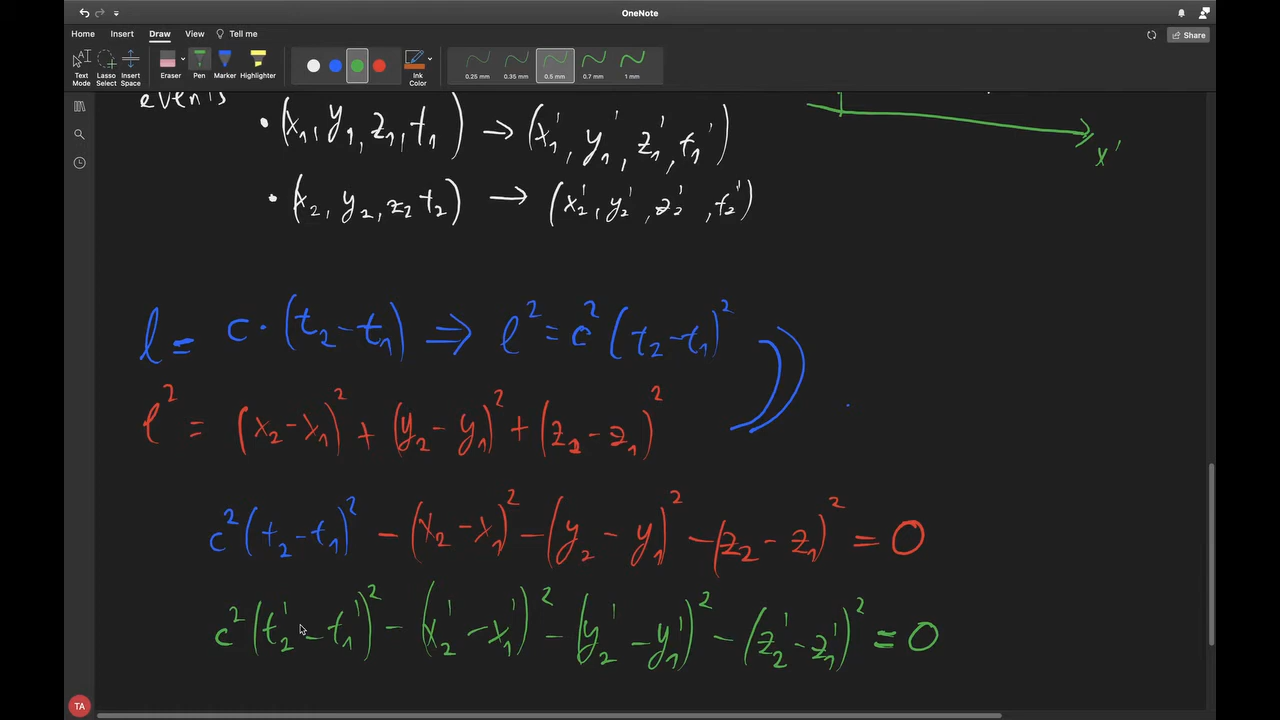 OneNote
Home Insert Draw View Tell me
Share
Text Mode Lasso Select Insert Space Eraser Pen Marker Highlighter Ink Color 0.25 mm 0.35 mm 0.5 mm 0.7 mm 1 mm
events
• (x₁, y₁, z₁, t₁) → (x₁', y₁', z₁', t₁')
x'
• (x₂, y₂, z₂ t₂) → (x₂', y₂', z₂', t₂')
l = c · (t₂ - t₁) ⇒ l² = c² (t₂ - t₁)²
l² = (x₂ - x₁)² + (y₂ - y₁)² + (z₂ - z₁)²
c² (t₂ - t₁)² - (x₂ - x₁)² - (y₂ - y₁)² - (z₂ - z₁)² = 0
c² (t₂' - t₁')² - (x₂' - x₁')² - (y₂' - y₁')² - (z₂' - z₁')² = 0
TA